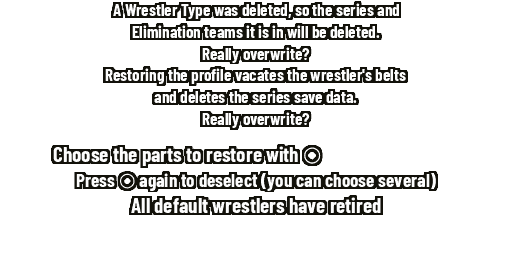 A Wrestler Type was deleted, so the series and
Elimination teams it is in will be deleted.
Really overwrite?
Restoring the profile vacates the wrestler's belts
and deletes the series save data.
Really overwrite?
Choose the parts to restore with ◎
Press ◎ again to deselect (you can choose several)
All default wrestlers have retired